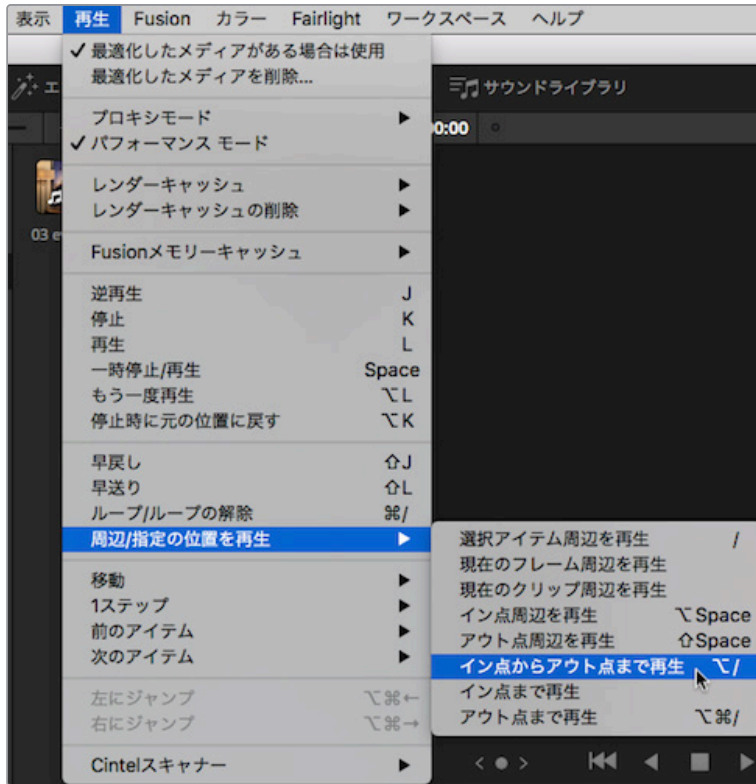 表示 再生 Fusion カラー Fairlight ワークスペース ヘルプ
✓ 最適化したメディアがある場合は使用
最適化したメディアを削除...
サウンドライブラリ
プロキシモード ▶
✓ パフォーマンス モード
0:00
レンダーキャッシュ ▶
レンダーキャッシュの削除 ▶
03 e
Fusionメモリーキャッシュ ▶
逆再生 J
停止 K
再生 L
一時停止/再生 Space
もう一度再生 ⌥L
停止時に元の位置に戻す ⌥K
早戻し ⇧J
早送り ⇧L
ループ/ループの解除 ⌘/
周辺/指定の位置を再生 ▶
移動 ▶
1ステップ ▶
前のアイテム ▶
次のアイテム ▶
左にジャンプ ⌥⌘←
右にジャンプ ⌥⌘→
Cintelスキャナー ▶
選択アイテム周辺を再生 /
現在のフレーム周辺を再生
現在のクリップ周辺を再生
イン点周辺を再生 ⌥Space
アウト点周辺を再生 ⇧Space
イン点からアウト点まで再生 ⌥/
イン点まで再生
アウト点まで再生 ⌥⌘/